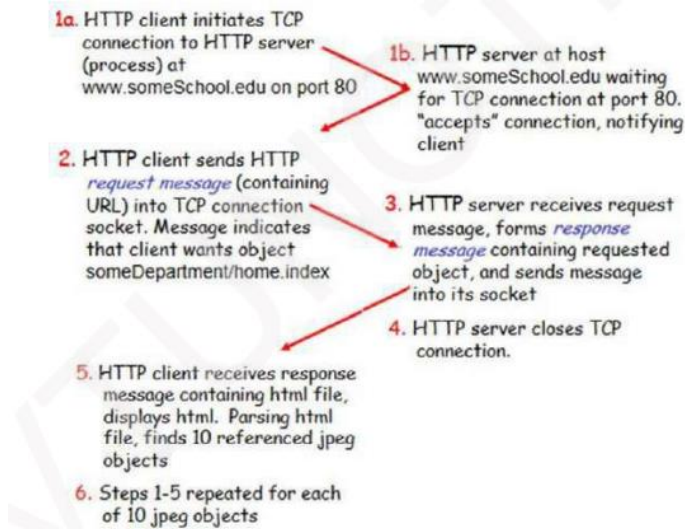 1a. HTTP client initiates TCP
connection to HTTP server
(process) at
www.someSchool.edu on port 80
1b. HTTP server at host
www.someSchool.edu waiting
for TCP connection at port 80.
"accepts" connection, notifying
client
2. HTTP client sends HTTP
request message (containing
URL) into TCP connection
socket. Message indicates
that client wants object
someDepartment/home.index
3. HTTP server receives request
message, forms response
message containing requested
object, and sends message
into its socket
4. HTTP server closes TCP
connection.
5. HTTP client receives response
message containing html file,
displays html. Parsing html
file, finds 10 referenced jpeg
objects
6. Steps 1-5 repeated for each
of 10 jpeg objects